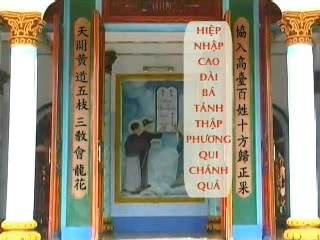 協入高臺百姓十方歸正果
HIỆP
NHẬP
CAO
ĐÀI
BÁ
TÁNH
THẬP
PHƯƠNG
QUI
CHÁNH
QUẢ
天開黃道五枝三教會龍花